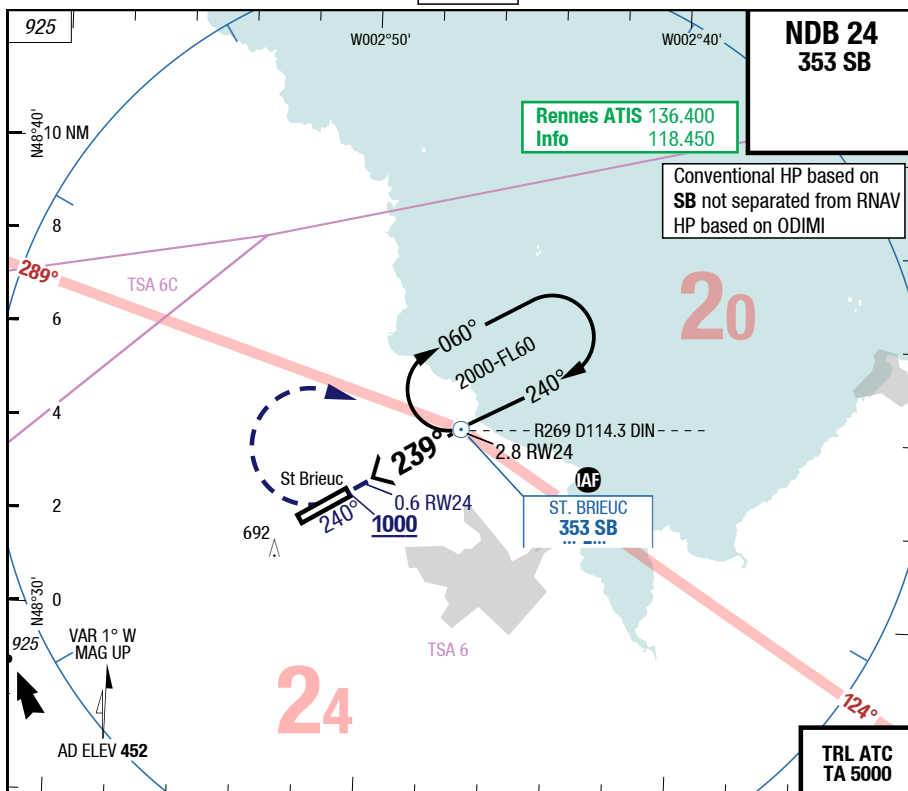 925
W002°50'
W002°40'
NDB 24
353 SB
Rennes ATIS 136.400
Info 118.450
N48°40'
10 NM
Conventional HP based on
SB not separated from RNAV
HP based on ODIMI
8
289°
TSA 6C
20
6
060°
2000-FL60
240°
4
R269 D114.3 DIN
239°
2.8 RW24
St Brieuc
IAF
0.6 RW24
240°
1000
2
ST. BRIEUC
353 SB
... –...
692
N48°30'
0
925
VAR 1° W
MAG UP
TSA 6
24
124°
AD ELEV 452
TRL ATC
TA 5000